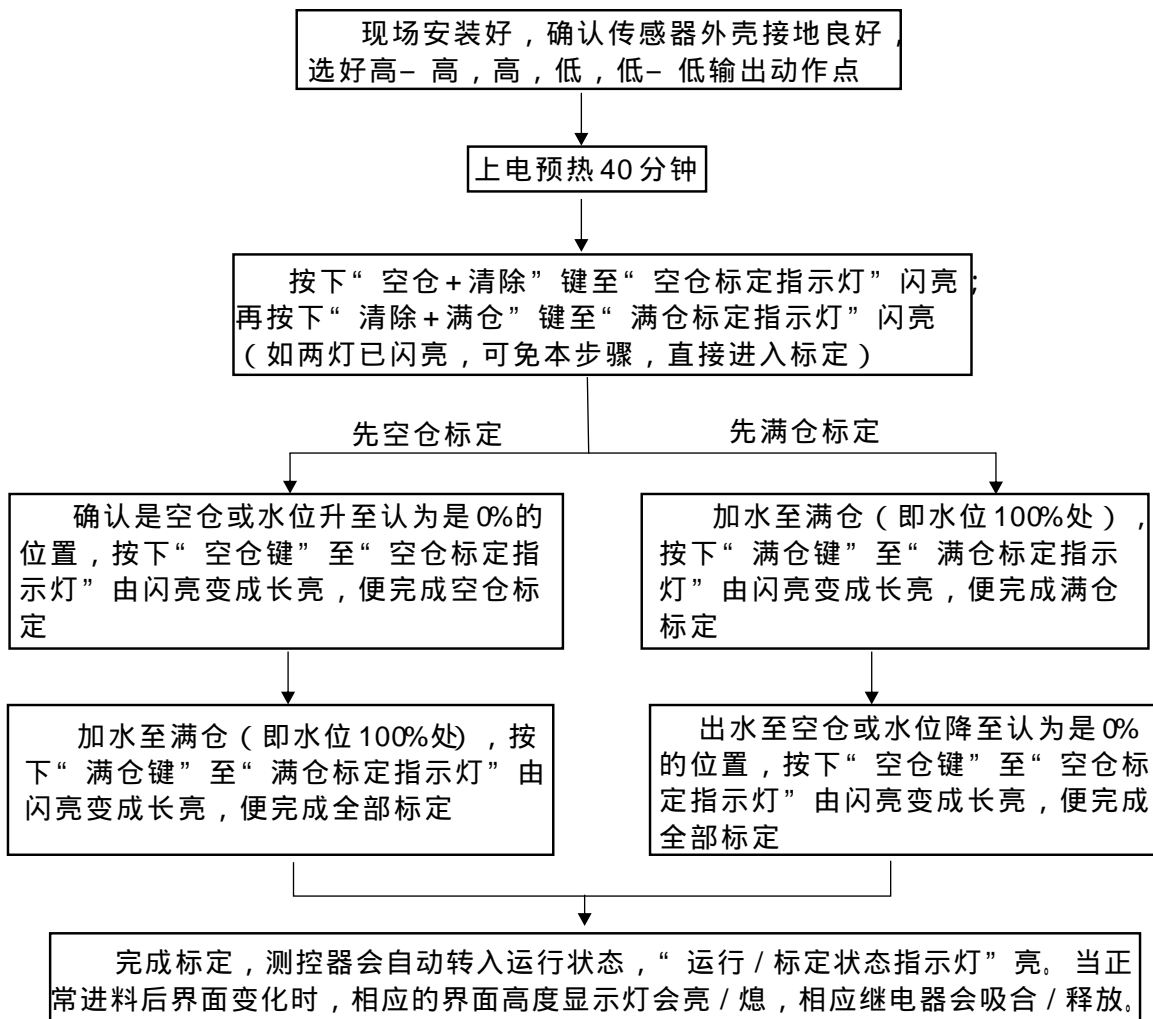 现场安装好，确认传感器外壳接地良好，
选好高–高，高，低，低–低输出动作点
上电预热40分钟
按下“空仓+清除”键至“空仓标定指示灯”闪亮；
再按下“清除+满仓”键至“满仓标定指示灯”闪亮
（如两灯已闪亮，可免本步骤，直接进入标定）
先空仓标定
先满仓标定
确认是空仓或水位升至认为是0%的
位置，按下“空仓键”至“空仓标定指
示灯”由闪亮变成长亮，便完成空仓标
定
加水至满仓（即水位100%处），
按下“满仓键”至“满仓标定指示
灯”由闪亮变成长亮，便完成满仓
标定
加水至满仓（即水位100%处），按
下“满仓键”至“满仓标定指示灯”由
闪亮变成长亮，便完成全部标定
出水至空仓或水位降至认为是0%
的位置，按下“空仓键”至“空仓标
定指示灯”由闪亮变成长亮，便完成
全部标定
完成标定，测控器会自动转入运行状态，“运行/标定状态指示灯”亮。当正
常进料后界面变化时，相应的界面高度显示灯会亮/熄，相应继电器会吸合/释放。